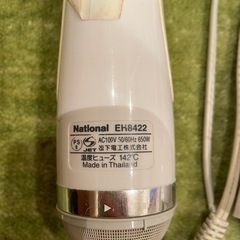 National EH8422
PS E JET AC100V 50/60Hz 650W
松下電工株式会社
温度ヒューズ 142℃
Made in Thailand